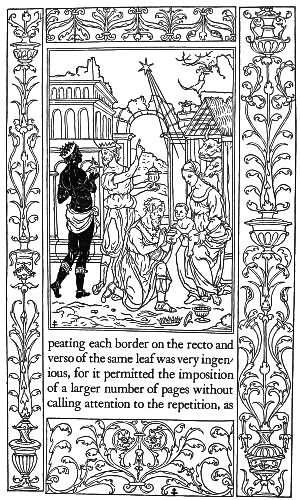 peating each border on the recto and
verso of the same leaf was very ingen-
ious, for it permitted the imposition
of a larger number of pages without
calling attention to the repetition, as